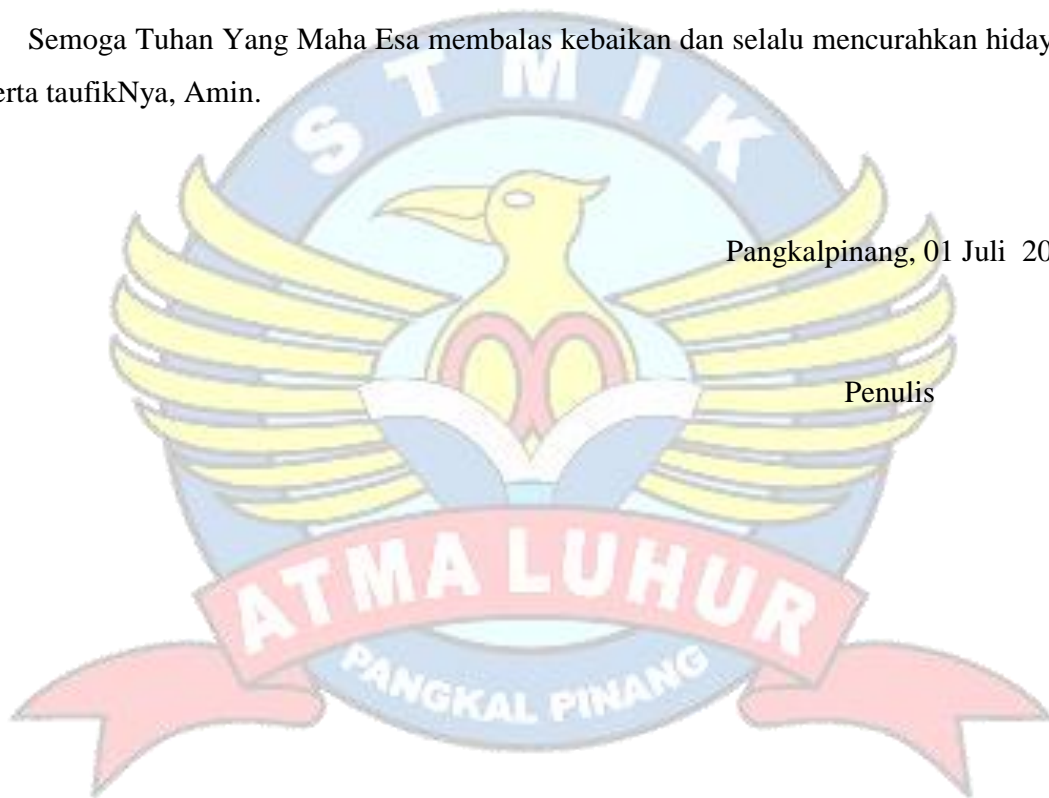 Semoga Tuhan Yang Maha Esa membalas kebaikan dan selalu mencurahkan hiday
erta taufikNya, Amin.
STMIK
Pangkalpinang, 01 Juli 20
Penulis
ATMA LUHUR
PANGKAL PINANG